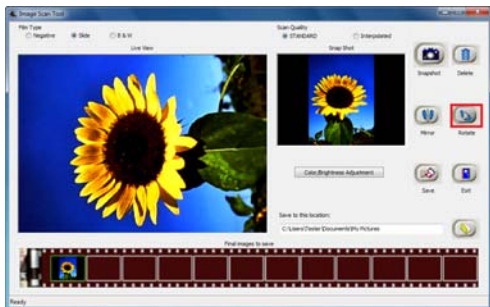 Image Scan Tool
Film Type
Negative Slide B & W
Scan Quality
STANDARD Interpolated
Live View
Snap Shot
Snapshot Delete
Mirror Rotate
Color/Brightness Adjustment
Save Exit
Save to this location:
C:\Users\Tester\Documents\My Pictures
Final images to save
Ready